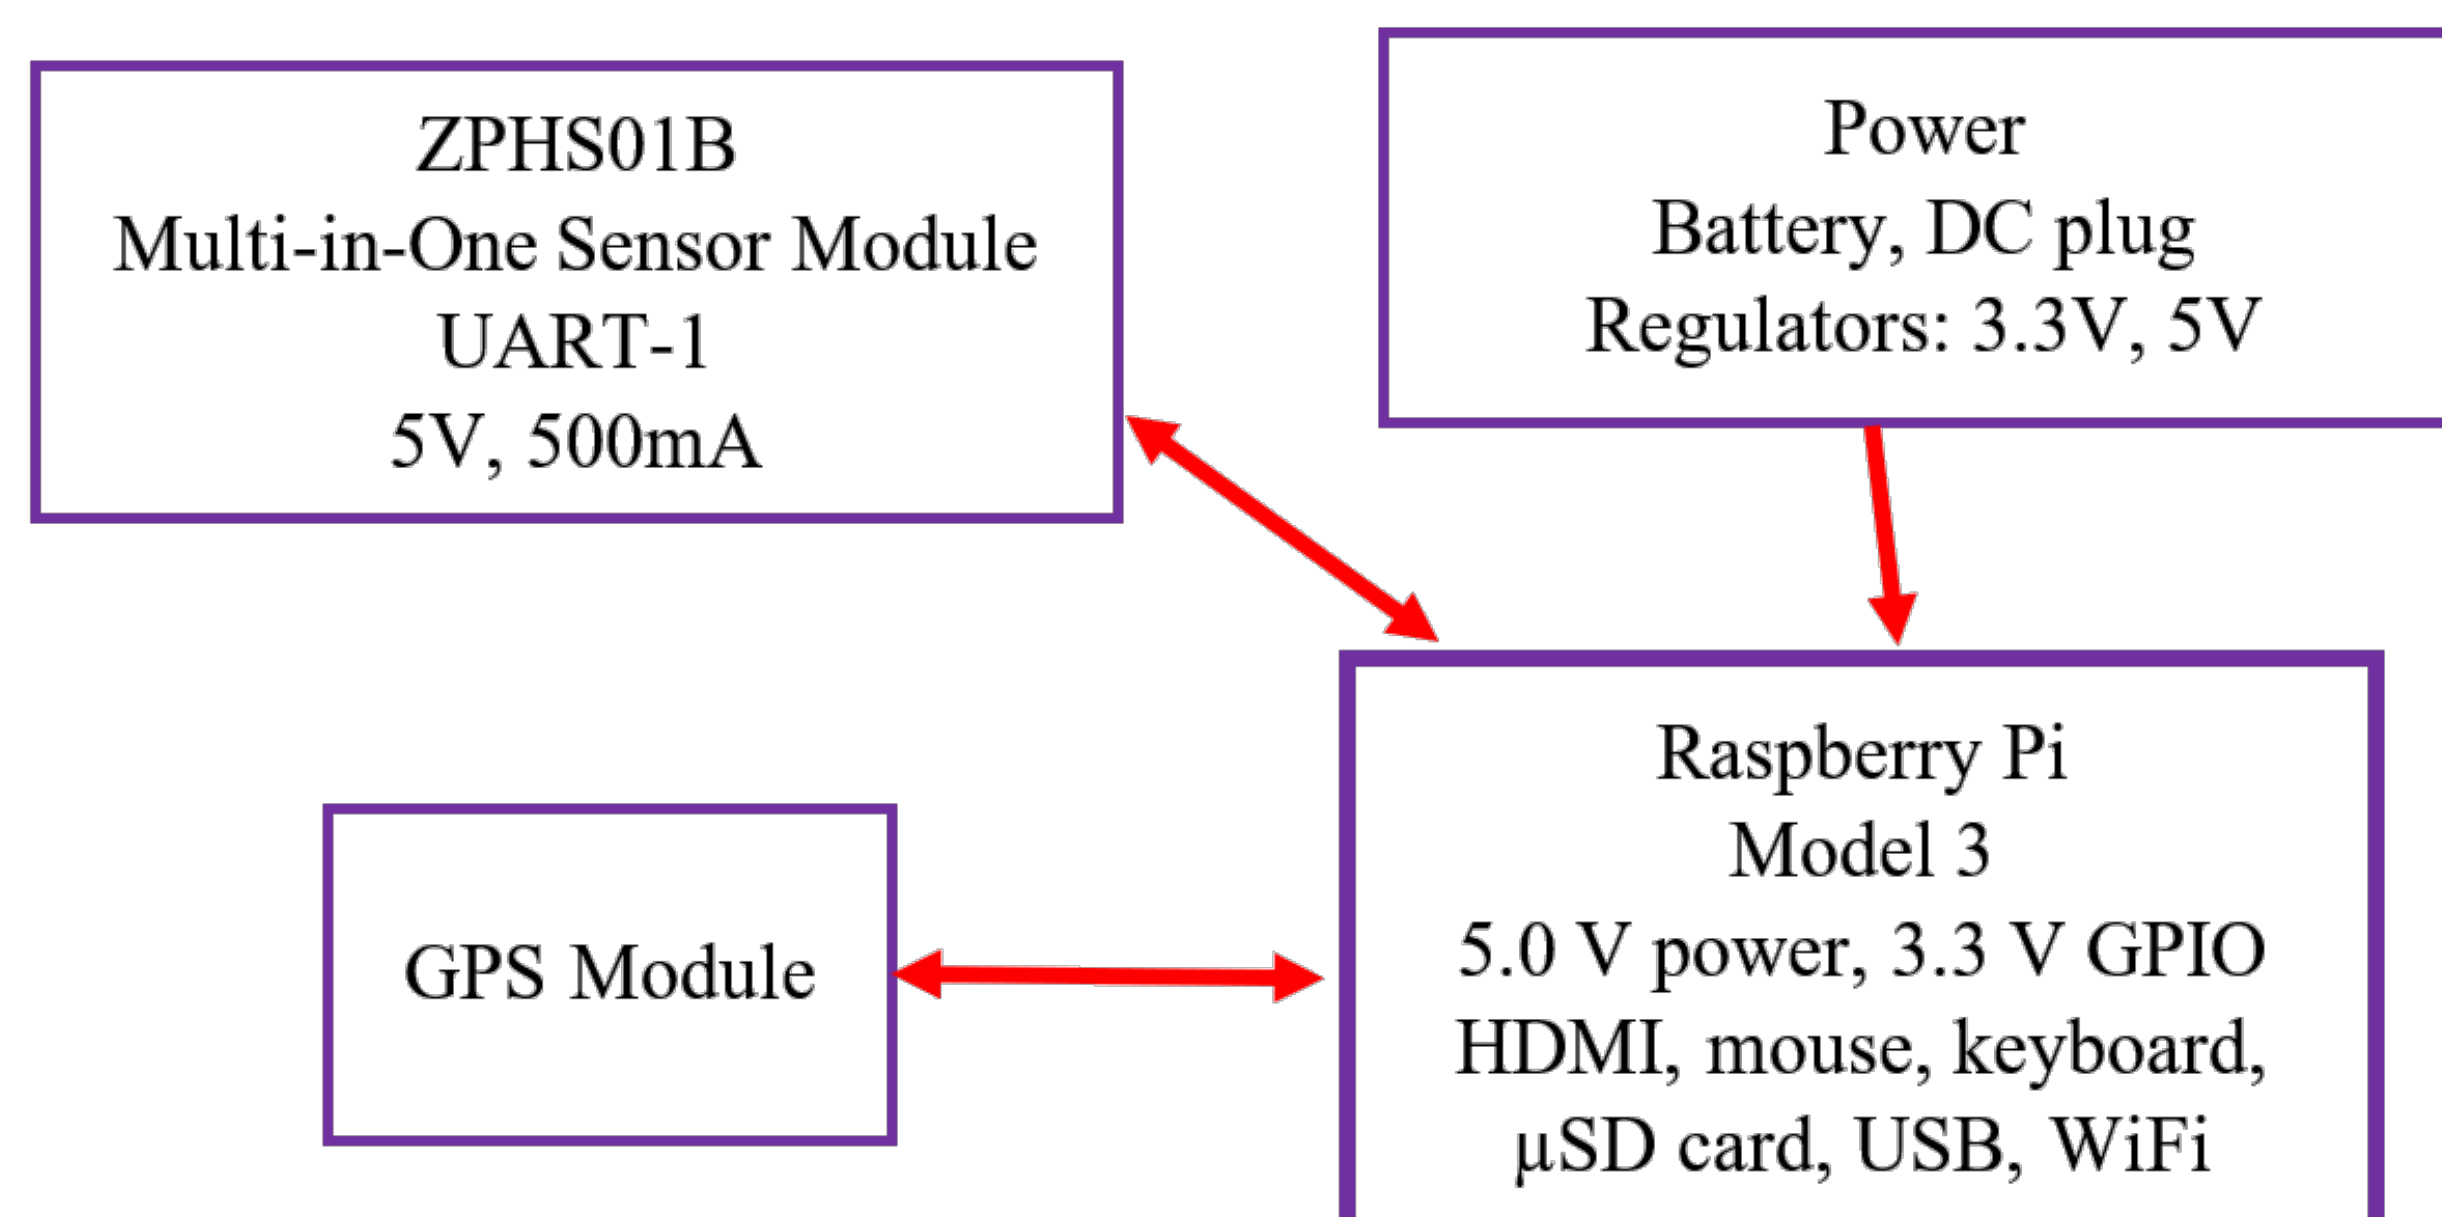 ZPHS01B
Multi-in-One Sensor Module
UART-1
5V, 500mA
Power
Battery, DC plug
Regulators: 3.3V, 5V
GPS Module
Raspberry Pi
Model 3
5.0 V power, 3.3 V GPIO
HDMI, mouse, keyboard,
µSD card, USB, WiFi